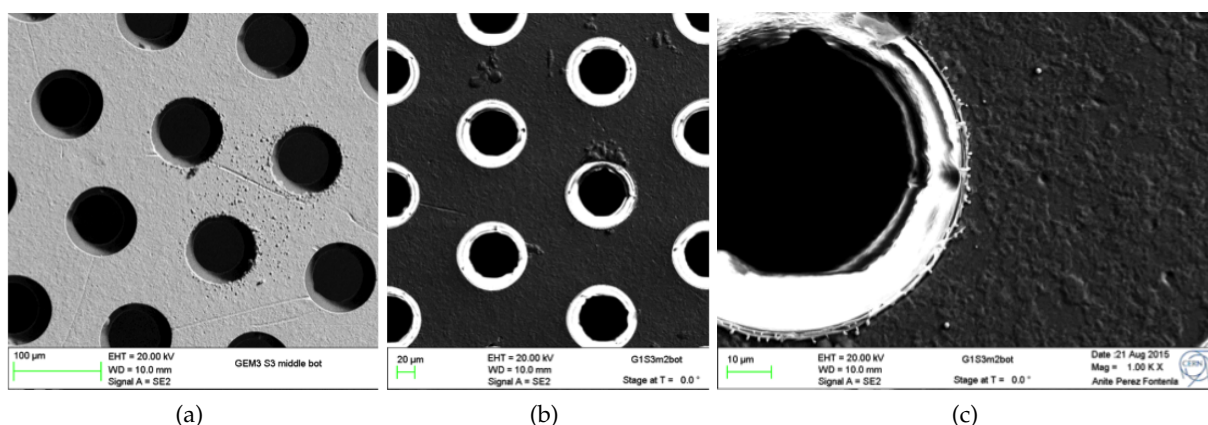 100 µm
EHT = 20.00 kV
WD = 10.0 mm
Signal A = SE2
GEM3 S3 middle bot
20 µm
EHT = 20.00 kV
WD = 10.0 mm
Signal A = SE2
G1S3m2bot
Stage at T = 0.0 °
10 µm
EHT = 20.00 kV
WD = 10.0 mm
Signal A = SE2
G1S3m2bot
Stage at T = 0.0 °
Date :21 Aug 2015
Mag = 1.00 K X
Anite Perez Fontenla
CERN
(a)
(b)
(c)